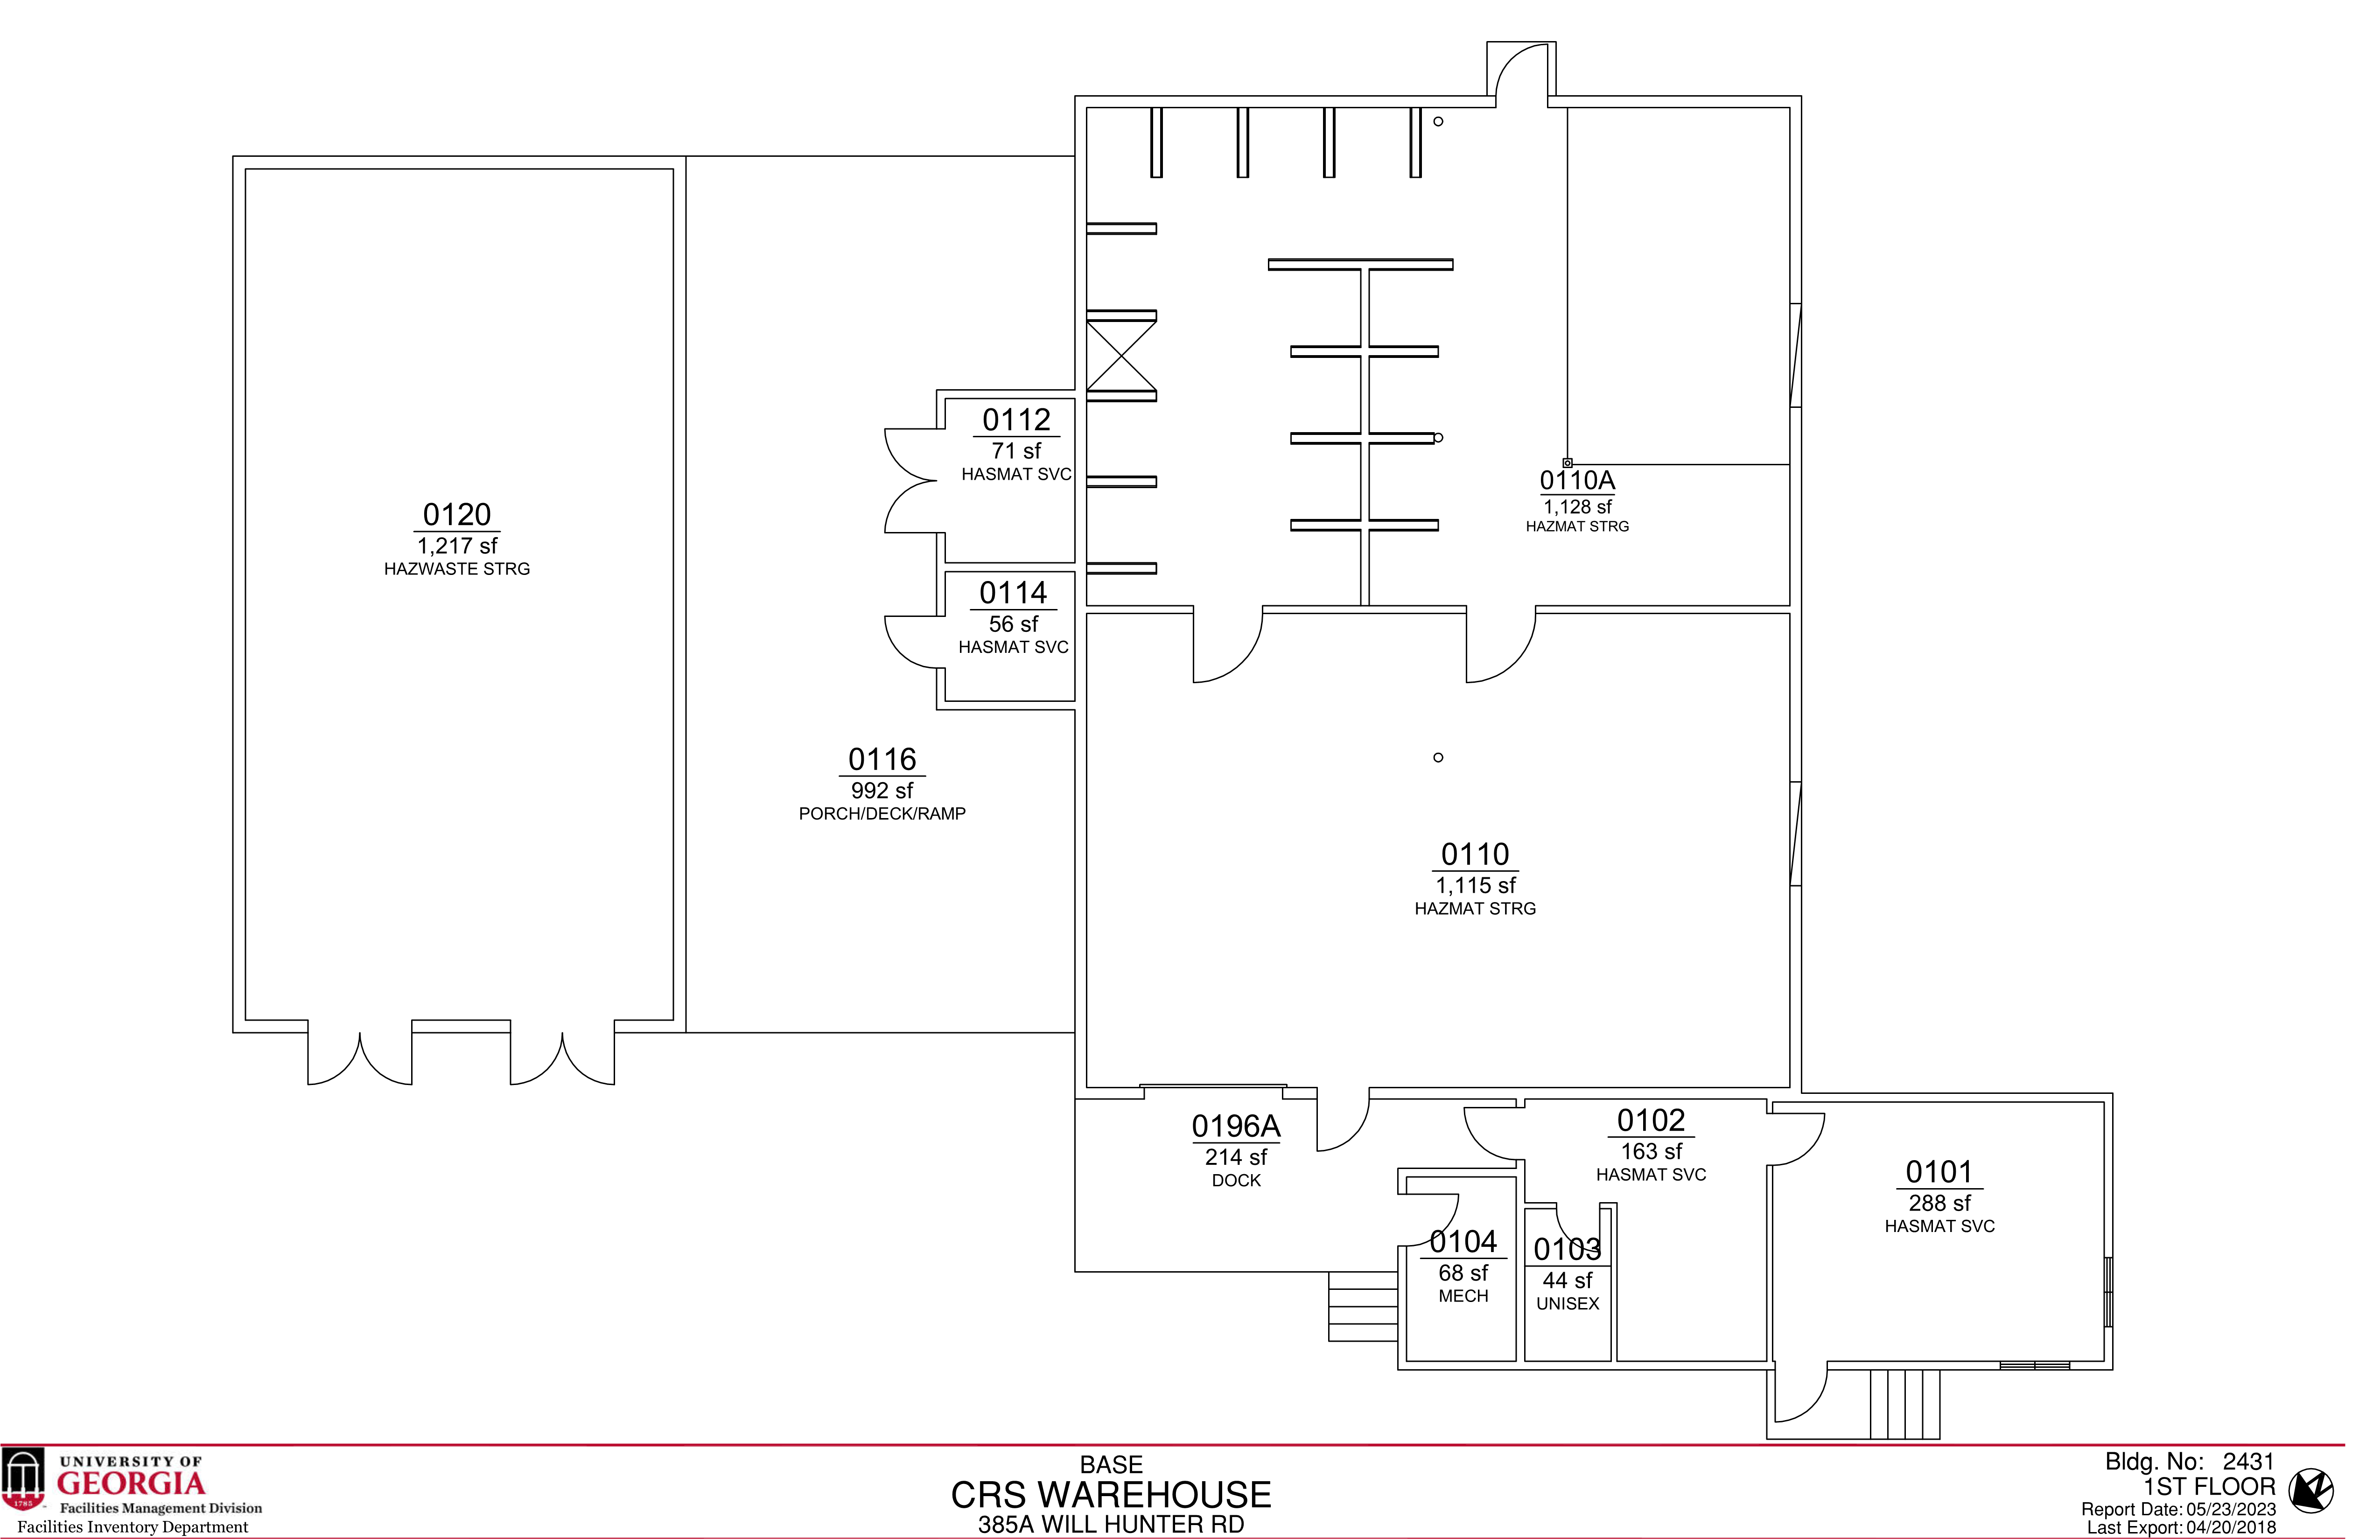 0112
71 sf
HASMAT SVC
0110A
1,128 sf
HAZMAT STRG
0120
1,217 sf
HAZWASTE STRG
0114
56 sf
HASMAT SVC
0116
992 sf
PORCH/DECK/RAMP
0110
1,115 sf
HAZMAT STRG
0196A
214 sf
DOCK
0102
163 sf
HASMAT SVC
0101
288 sf
HASMAT SVC
0104
68 sf
MECH
0103
44 sf
UNISEX
1785
UNIVERSITY OF
GEORGIA
Facilities Management Division
Facilities Inventory Department
BASE
CRS WAREHOUSE
385A WILL HUNTER RD
Bldg. No: 2431
1ST FLOOR
Report Date: 05/23/2023
Last Export: 04/20/2018